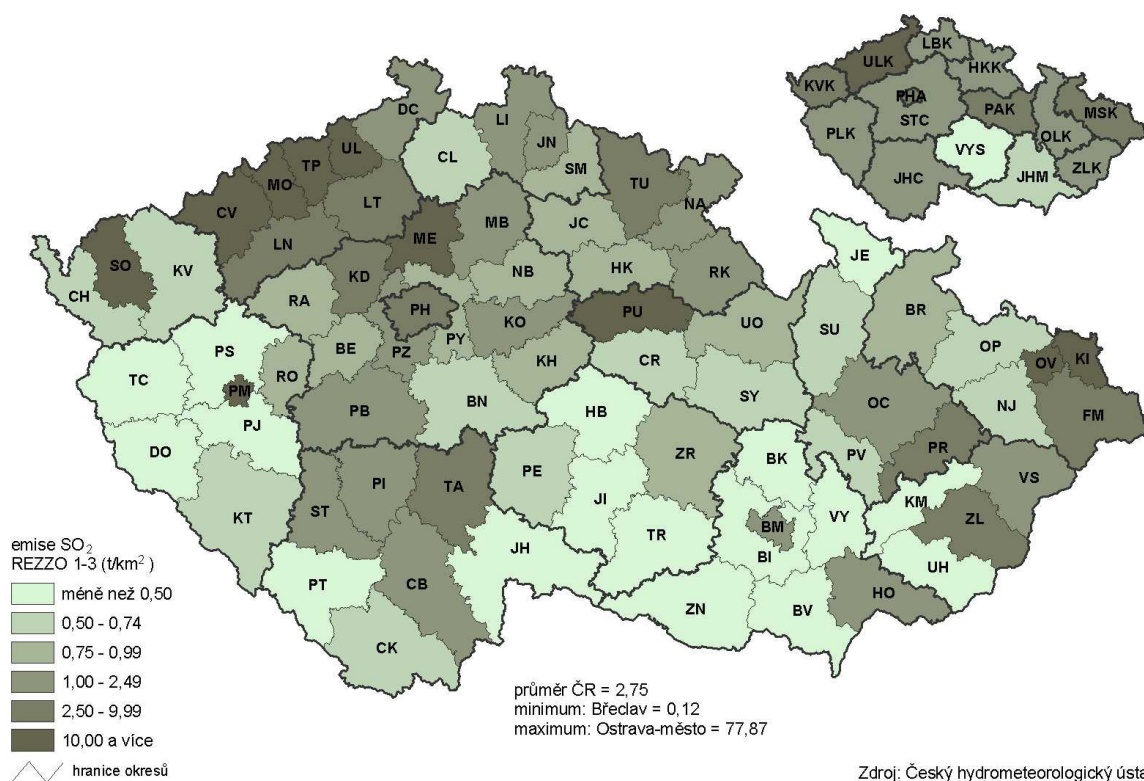 LBK
ULK
HKK
KVK
PHA
PAK
MSK
STC
PLK
OLK
VYS
ZLK
JHC
JHM
DC
LI
UL
JN
CL
TP
SM
MO
TU
LT
NA
CV
MB
JC
ME
LN
JE
SO
KV
KD
NB
HK
RK
CH
RA
BR
PH
PU
KO
UO
SU
PS
BE
PZ
PY
OP
KI
OV
TC
RO
KH
CR
PM
BN
SY
NJ
PB
HB
OC
FM
PJ
DO
PR
ZR
BK
PV
VS
PE
PI
TA
KM
ST
JI
KT
BM
VY
ZL
TR
BI
JH
UH
PT
CB
HO
ZN
BV
CK
emise SO₂
REZZO 1-3 (t/km²)
méně než 0,50
0,50 - 0,74
0,75 - 0,99
1,00 - 2,49
2,50 - 9,99
10,00 a více
hranice okresů
průměr ČR = 2,75
minimum: Břeclav = 0,12
maximum: Ostrava-město = 77,87
Zdroj: Český hydrometeorologický ústa